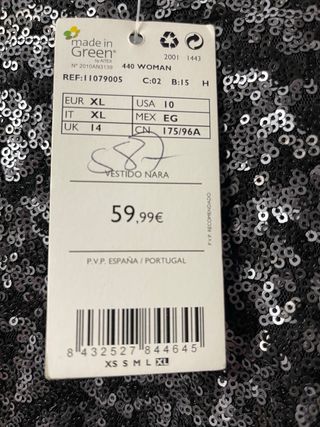 made in
Green®
by AITEX
Nº 2010AN3139
2001 1443
440 WOMAN
REF:11079005 C:02 B:15 H
EUR XL USA 10
IT XL MEX EG
UK 14 CN 175/96A
VESTIDO NARA
59,99€
P.V.P. RECOMENDADO
P.V.P. ESPAÑA / PORTUGAL
8 432527 844645
XS S M L XL